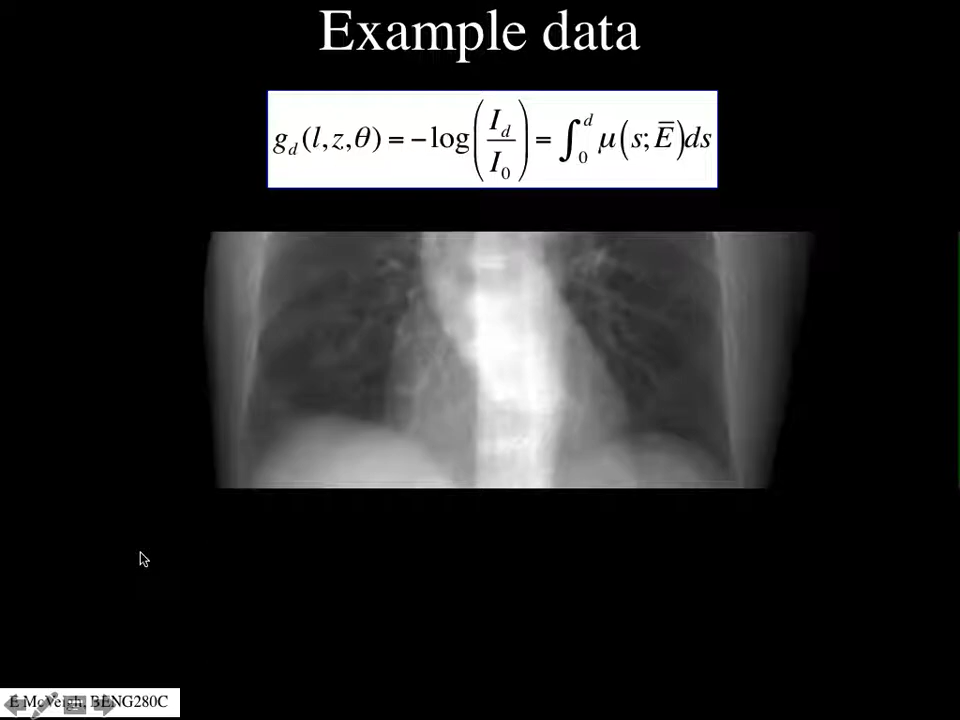 Example data
g_d(l,z,θ) = −log(I_d/I_0) = ∫_0^d μ(s;E̅)ds
E McVeigh, BENG280C